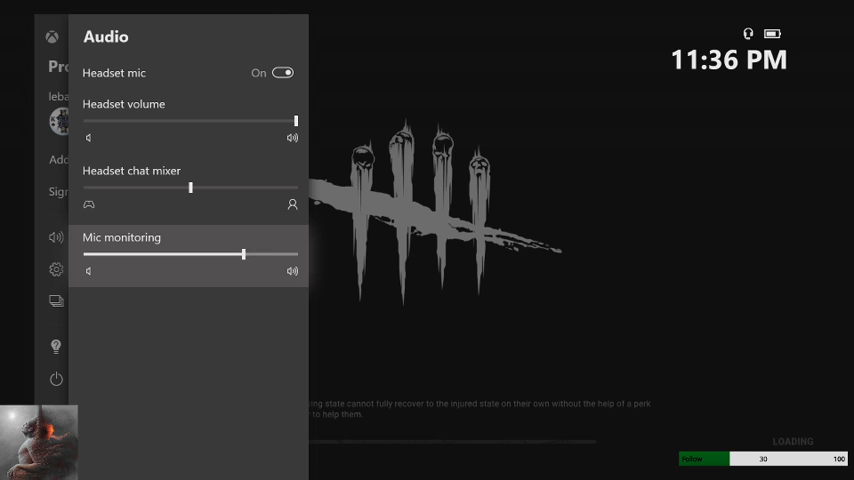 Audio
Headset mic
On
Headset volume
Headset chat mixer
Mic monitoring
Pro
leba
Add
Sign
11:36 PM
ing state cannot fully recover to the injured state on their own without the help of a perk
to help them.
LOADING
Follow 30 100